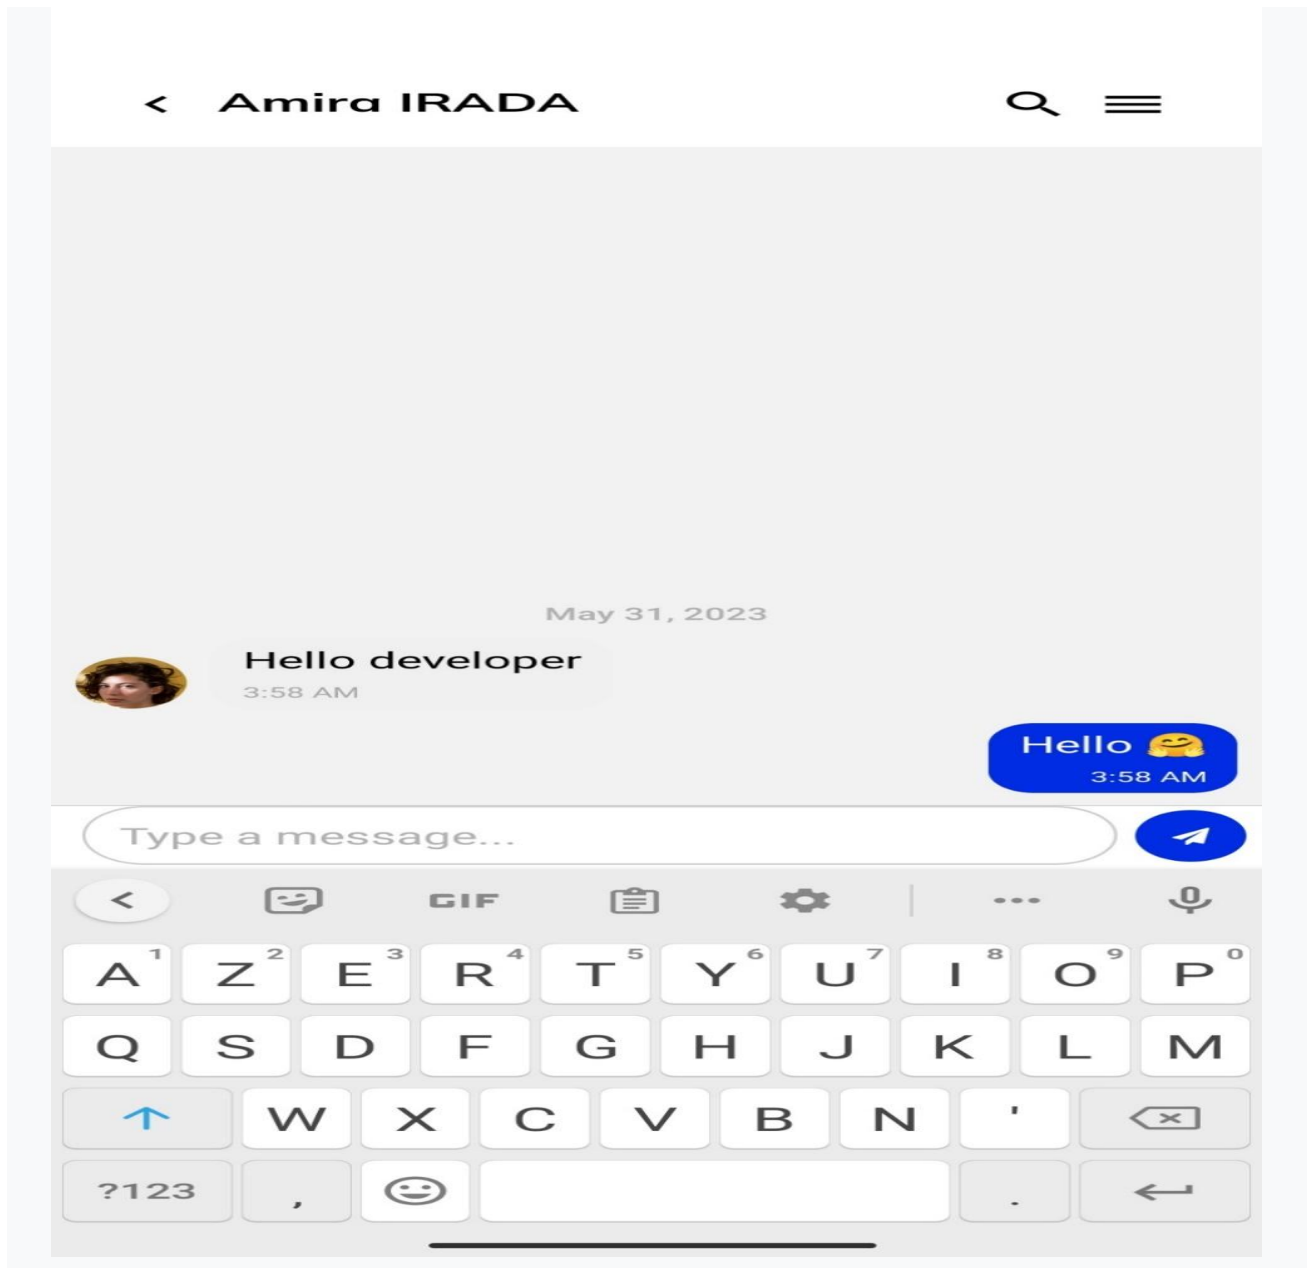 < Amira IRADA
May 31, 2023
Hello developer
3:58 AM
Hello 🤗
3:58 AM
Type a message...
GIF
A 1 Z 2 E 3 R 4 T 5 Y 6 U 7 I 8 O 9 P 0
Q S D F G H J K L M
W X C V B N '
?123 , .